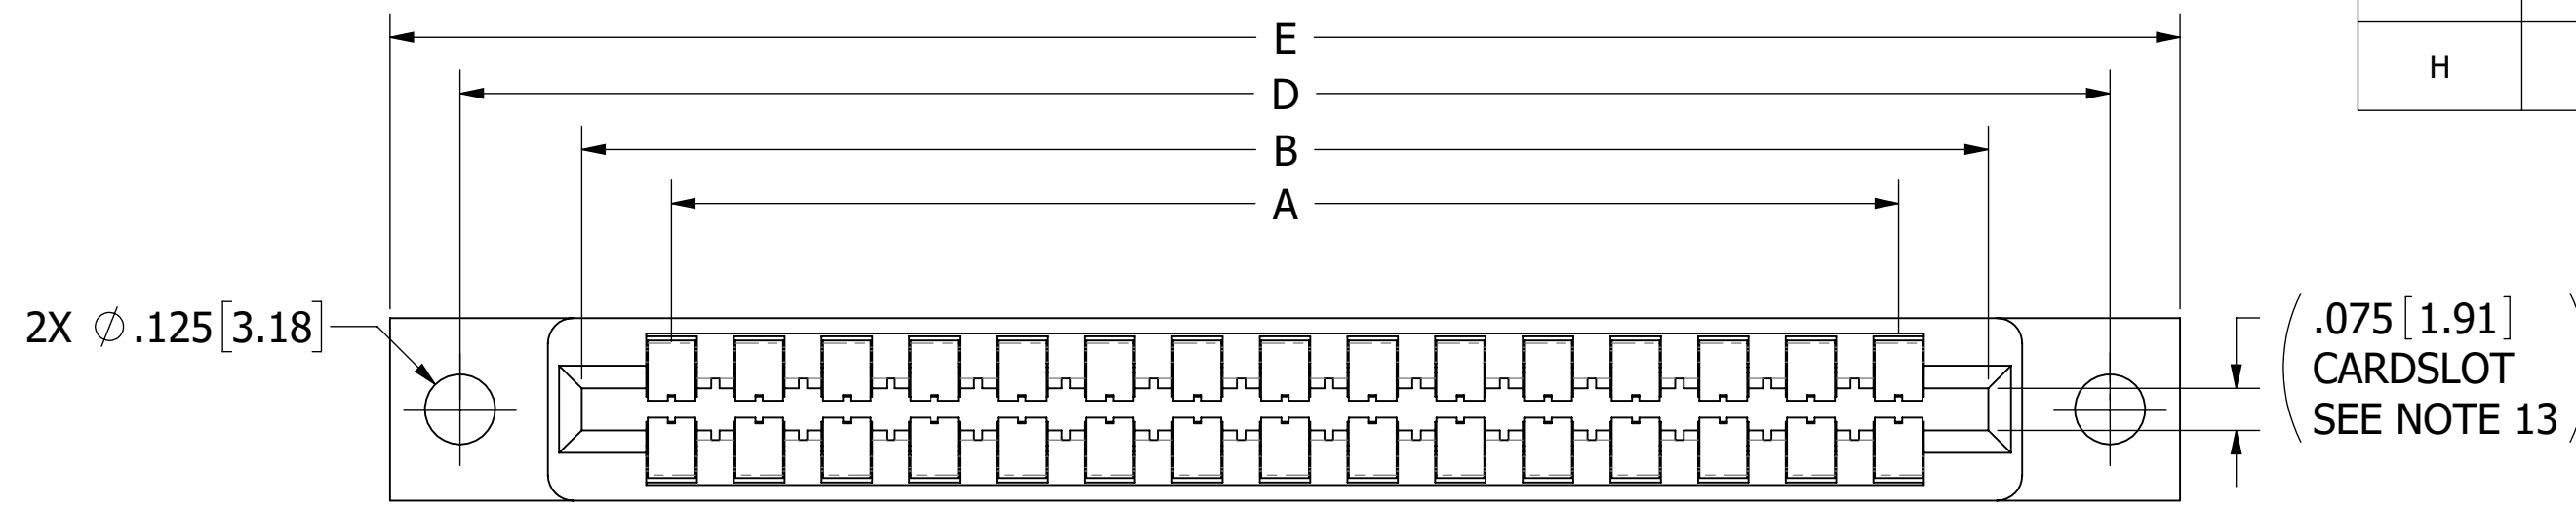 E
D
B
A
H
2X ∅.125[3.18]
(.075[1.91]
CARDSLOT
SEE NOTE 13)